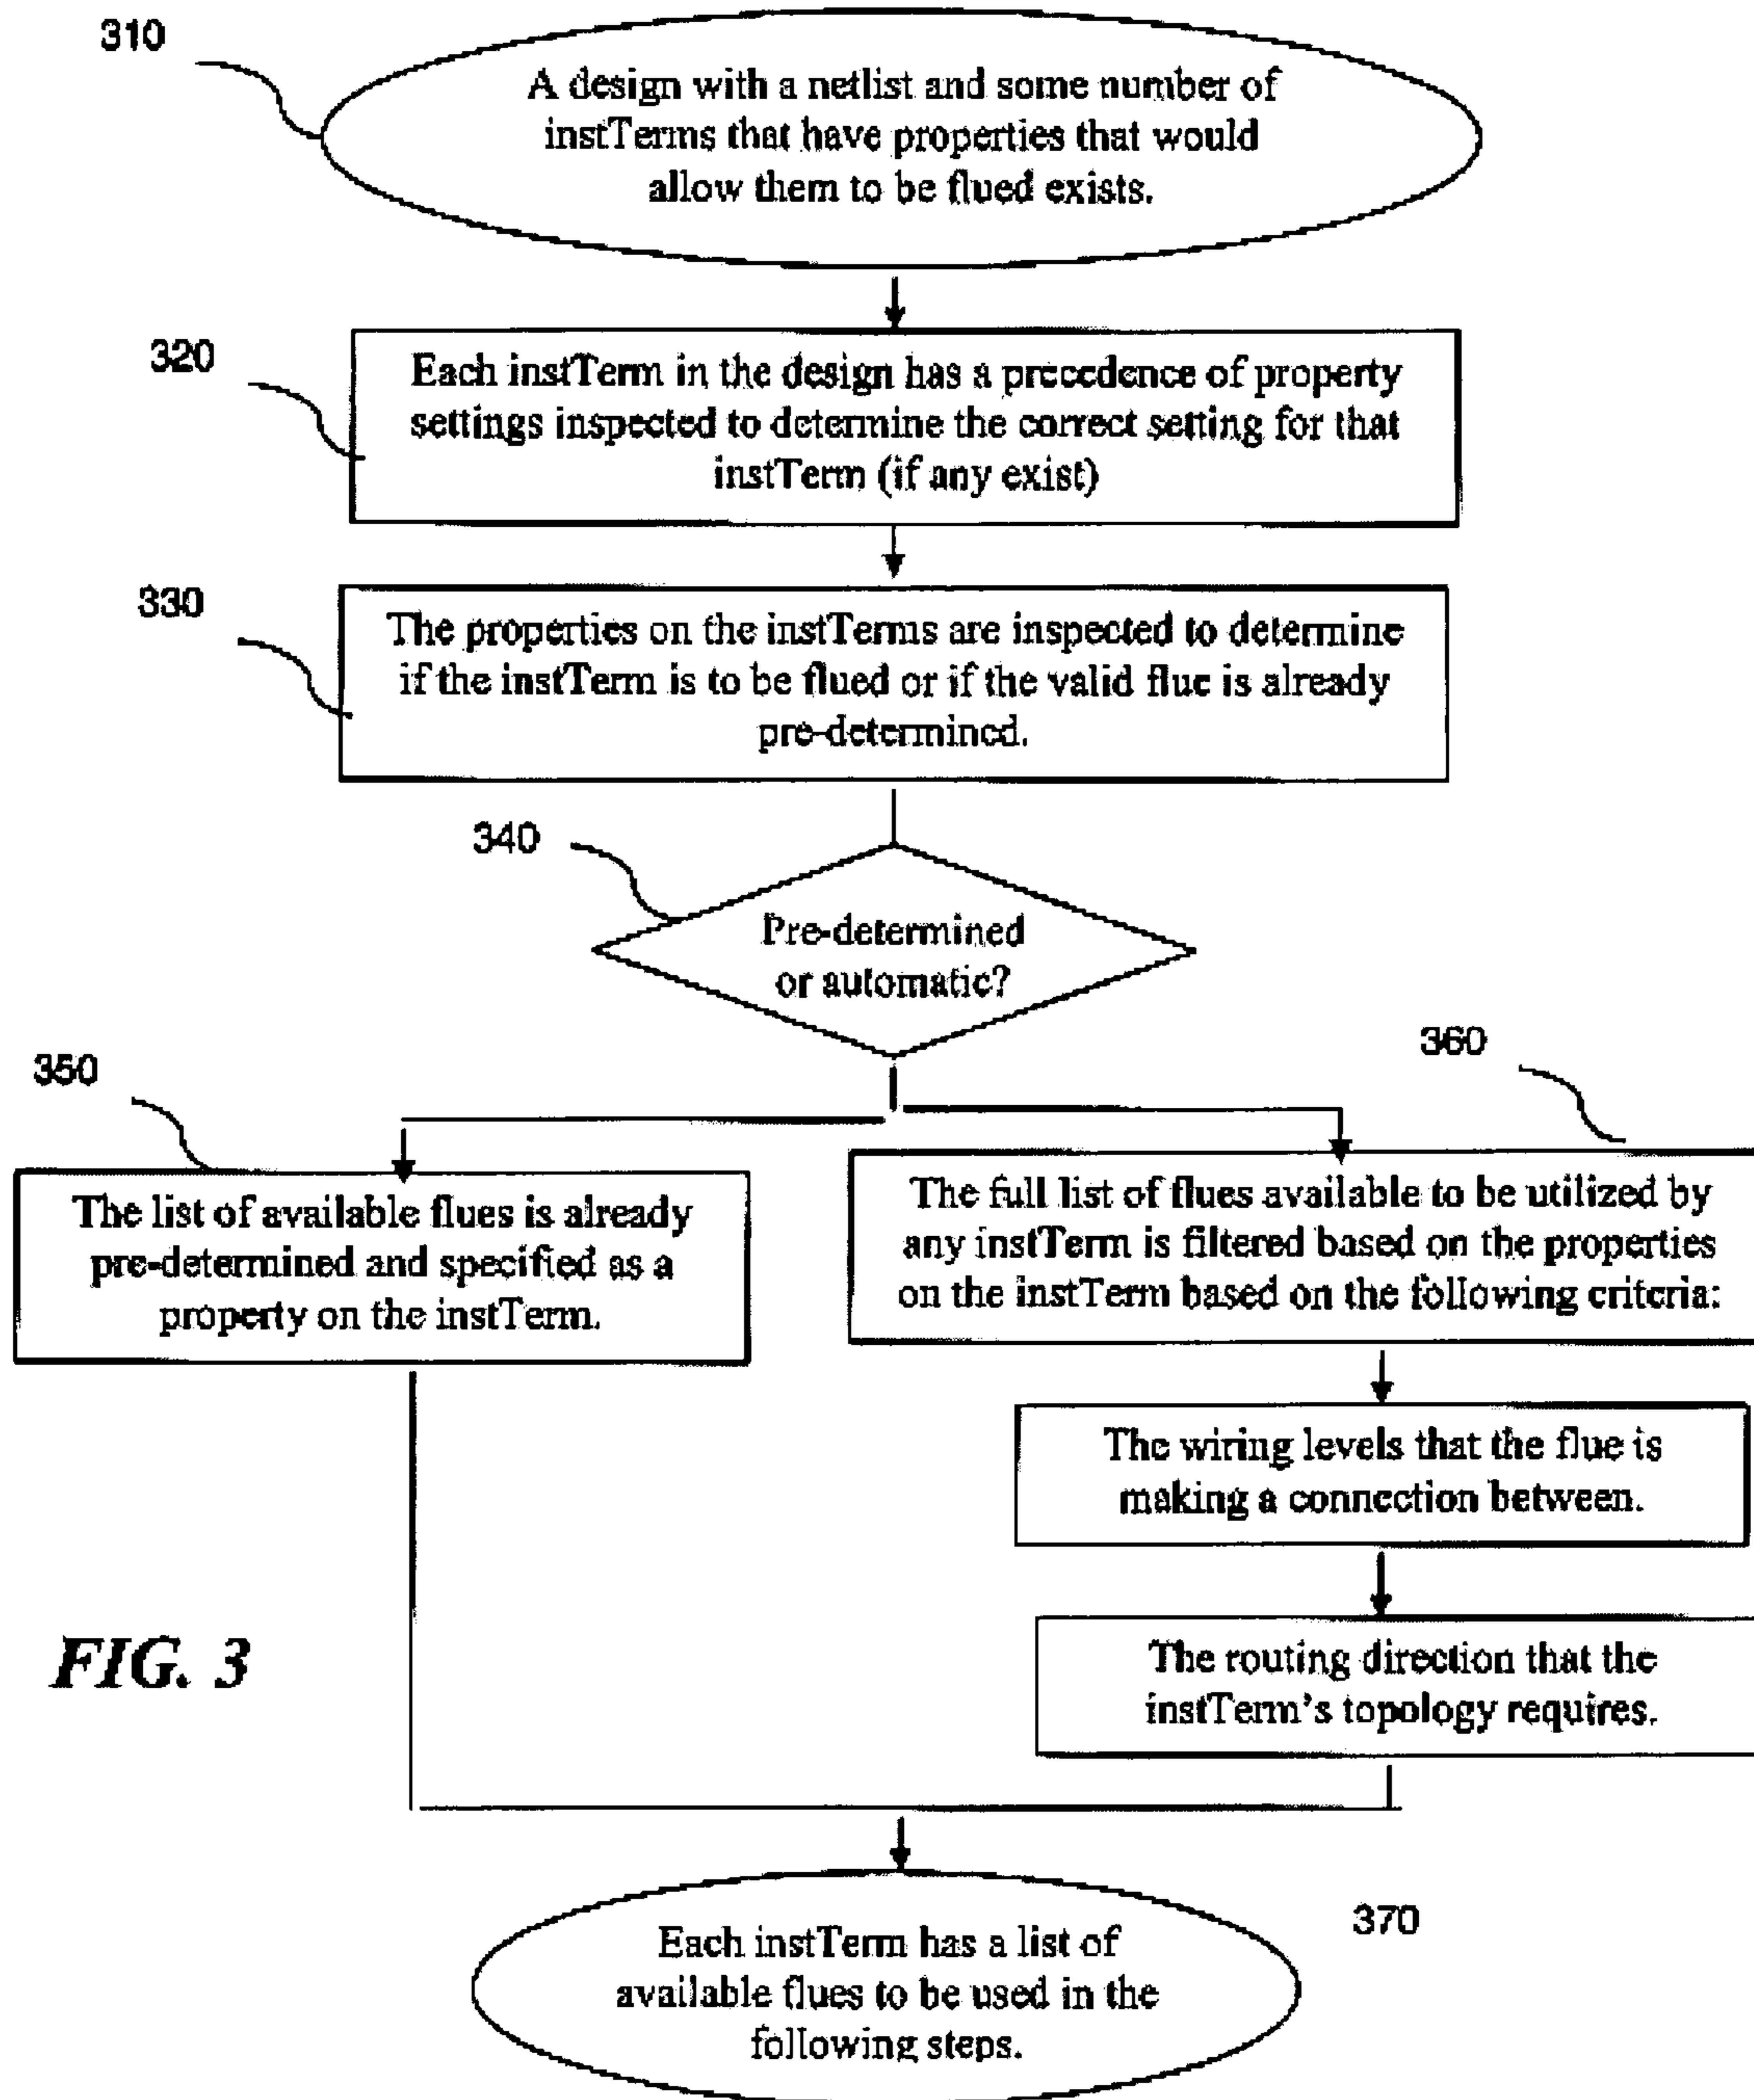 310
A design with a netlist and some number of
instTerms that have properties that would
allow them to be flued exists.
320
Each instTerm in the design has a precedence of property
settings inspected to determine the correct setting for that
instTerm (if any exist)
330
The properties on the instTerms are inspected to determine
if the instTerm is to be flued or if the valid flue is already
pre-determined.
340
Pre-determined
or automatic?
350
The list of available flues is already
pre-determined and specified as a
property on the instTerm.
360
The full list of flues available to be utilized by
any instTerm is filtered based on the properties
on the instTerm based on the following criteria:
The wiring levels that the flue is
making a connection between.
The routing direction that the
instTerm's topology requires.
FIG. 3
370
Each instTerm has a list of
available flues to be used in the
following steps.